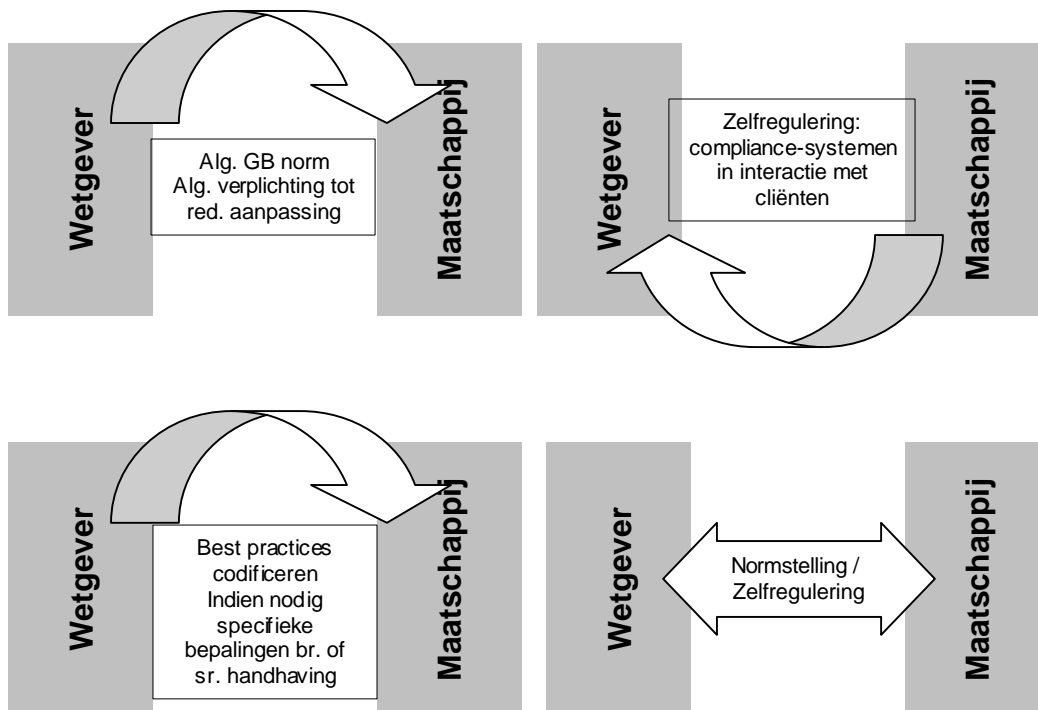 Wetgever
Alg. GB norm
Alg. verplichting tot
red. aanpassing
Maatschappij
Wetgever
Zelfregulering:
compliance-systemen
in interactie met
cliënten
Maatschappij
Wetgever
Best practices
codificeren
Indien nodig
specifieke
bepalingen br. of
sr. handhaving
Maatschappij
Wetgever
Normstelling /
Zelfregulering
Maatschappij